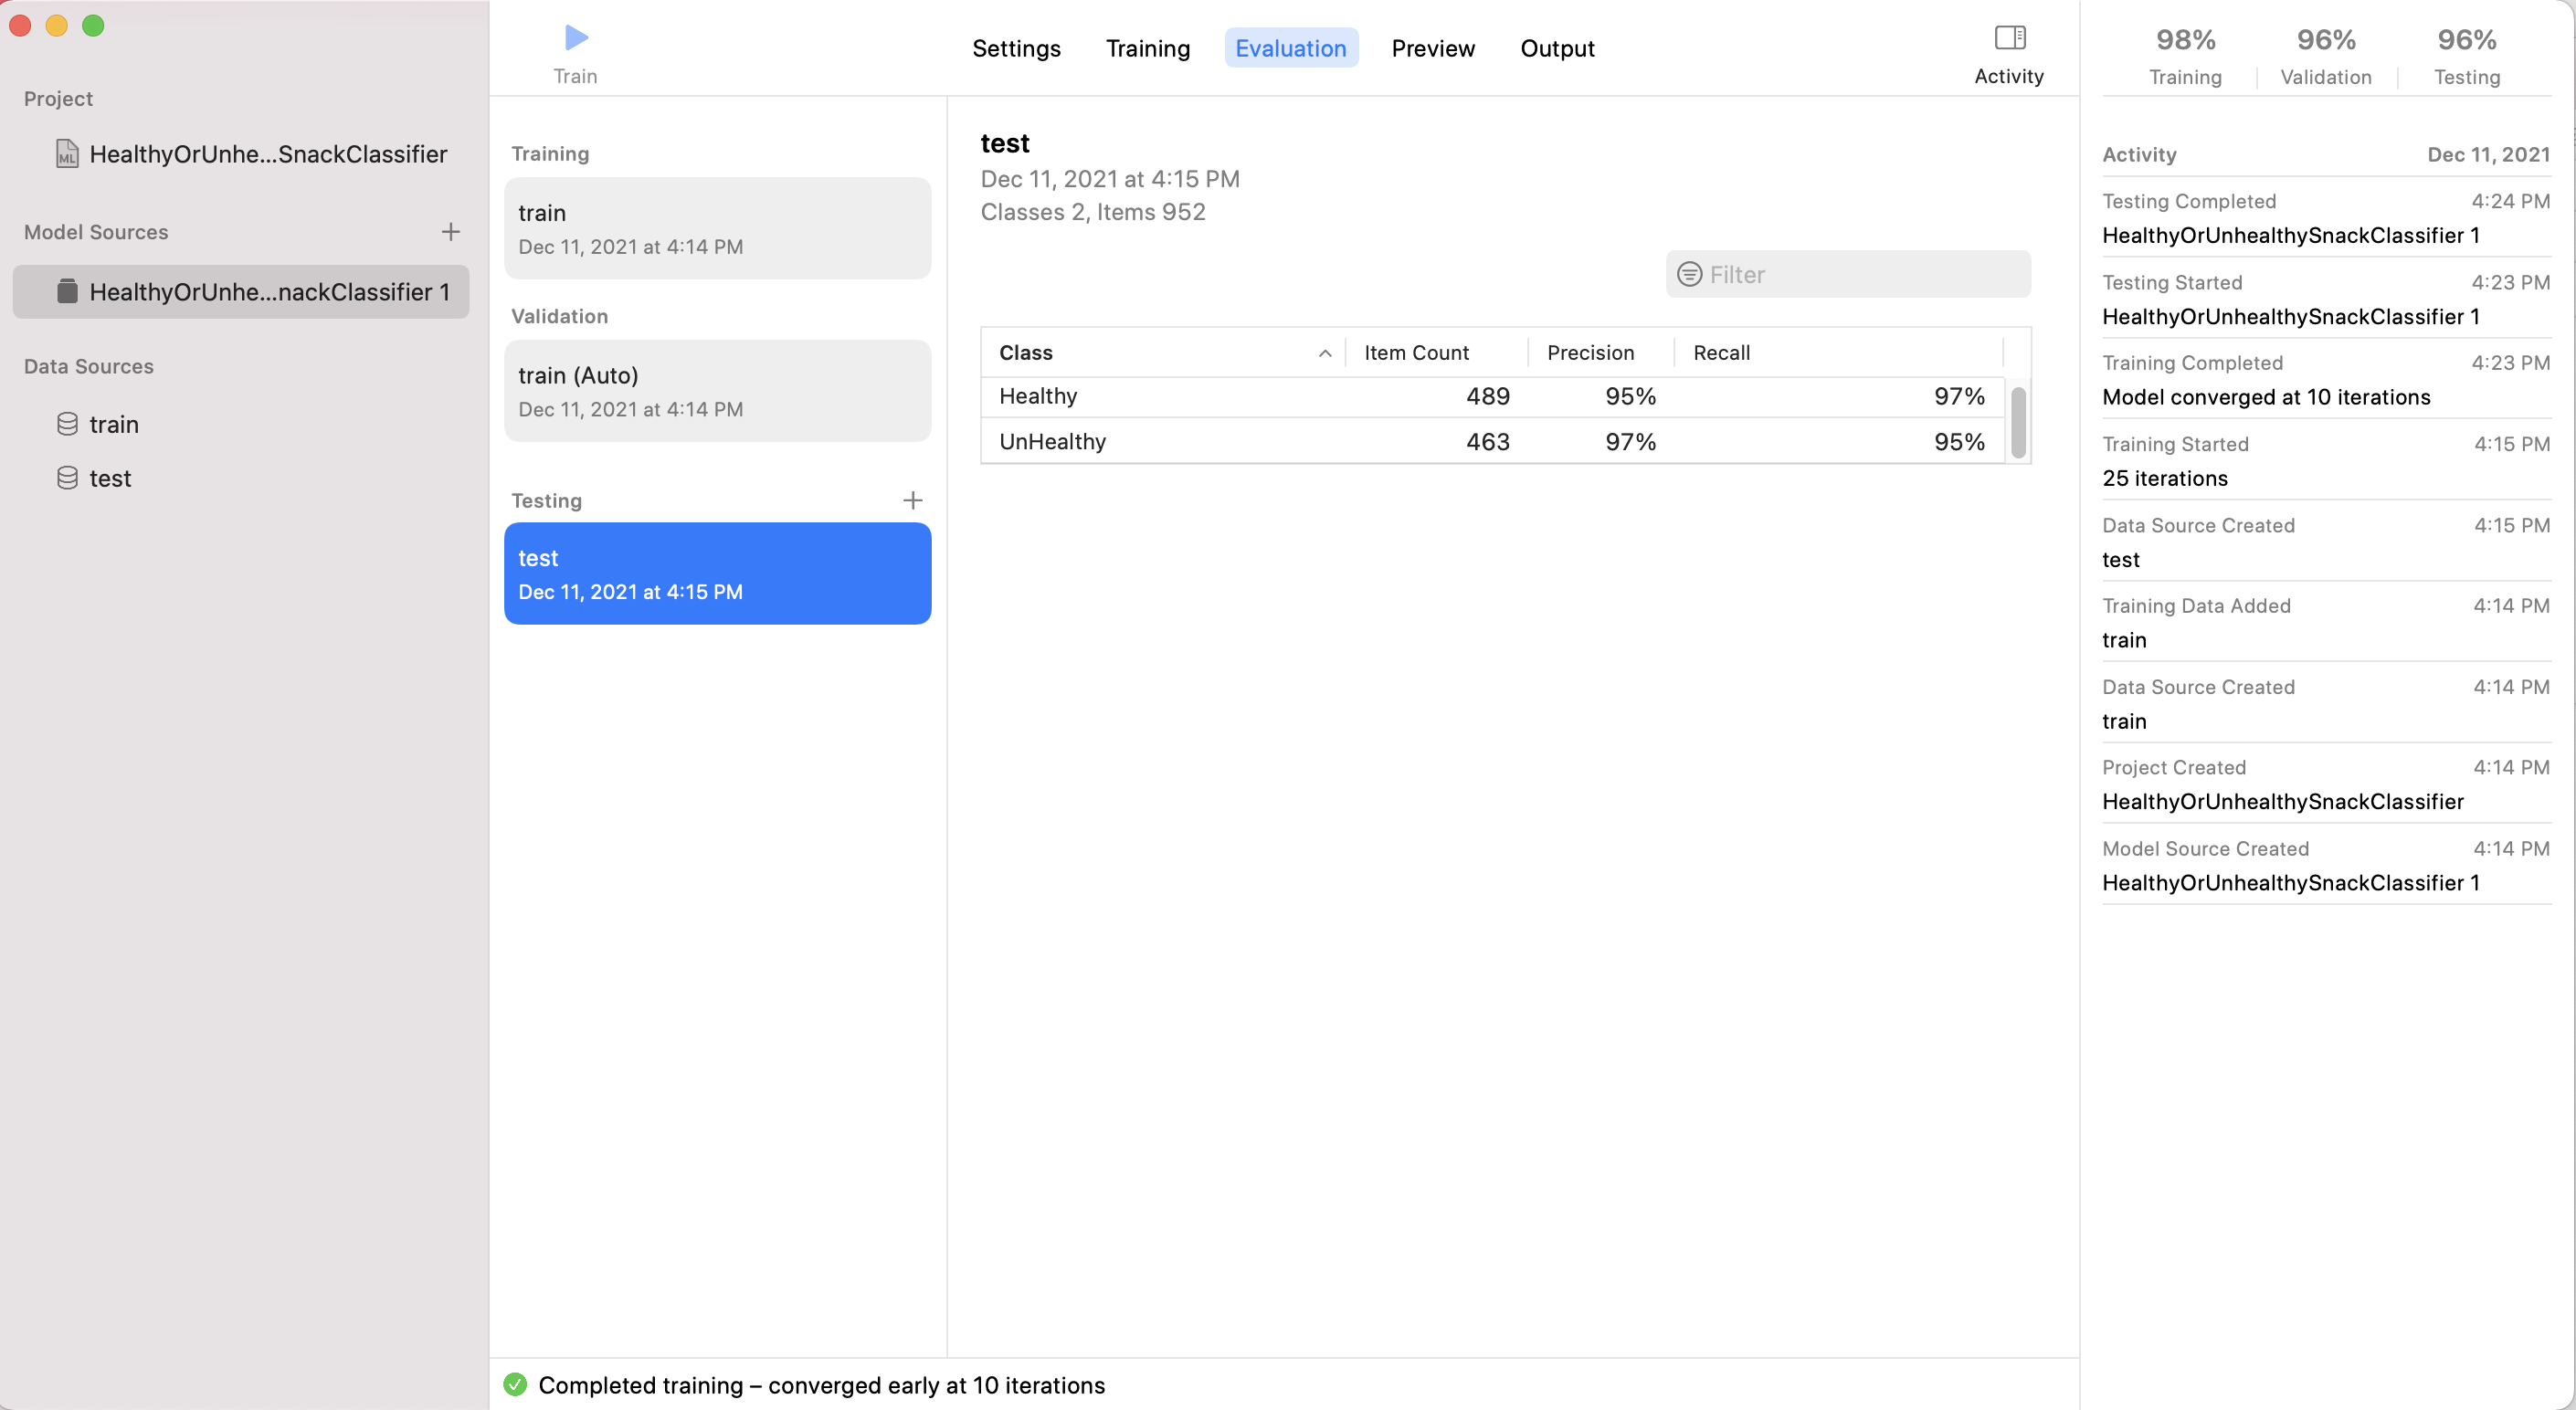 Project
ML
HealthyOrUnhe...SnackClassifier
Model Sources
HealthyOrUnhe...nackClassifier 1
Data Sources
train
test
Train
Settings Training Evaluation Preview Output
Activity
Training
train
Dec 11, 2021 at 4:14 PM
Validation
train (Auto)
Dec 11, 2021 at 4:14 PM
Testing
test
Dec 11, 2021 at 4:15 PM
test
Dec 11, 2021 at 4:15 PM
Classes 2, Items 952
Filter
Class Item Count Precision Recall
Healthy 489 95% 97%
UnHealthy 463 97% 95%
Completed training – converged early at 10 iterations
98% 96% 96%
Training Validation Testing
Activity Dec 11, 2021
Testing Completed 4:24 PM
HealthyOrUnhealthySnackClassifier 1
Testing Started 4:23 PM
HealthyOrUnhealthySnackClassifier 1
Training Completed 4:23 PM
Model converged at 10 iterations
Training Started 4:15 PM
25 iterations
Data Source Created 4:15 PM
test
Training Data Added 4:14 PM
train
Data Source Created 4:14 PM
train
Project Created 4:14 PM
HealthyOrUnhealthySnackClassifier
Model Source Created 4:14 PM
HealthyOrUnhealthySnackClassifier 1